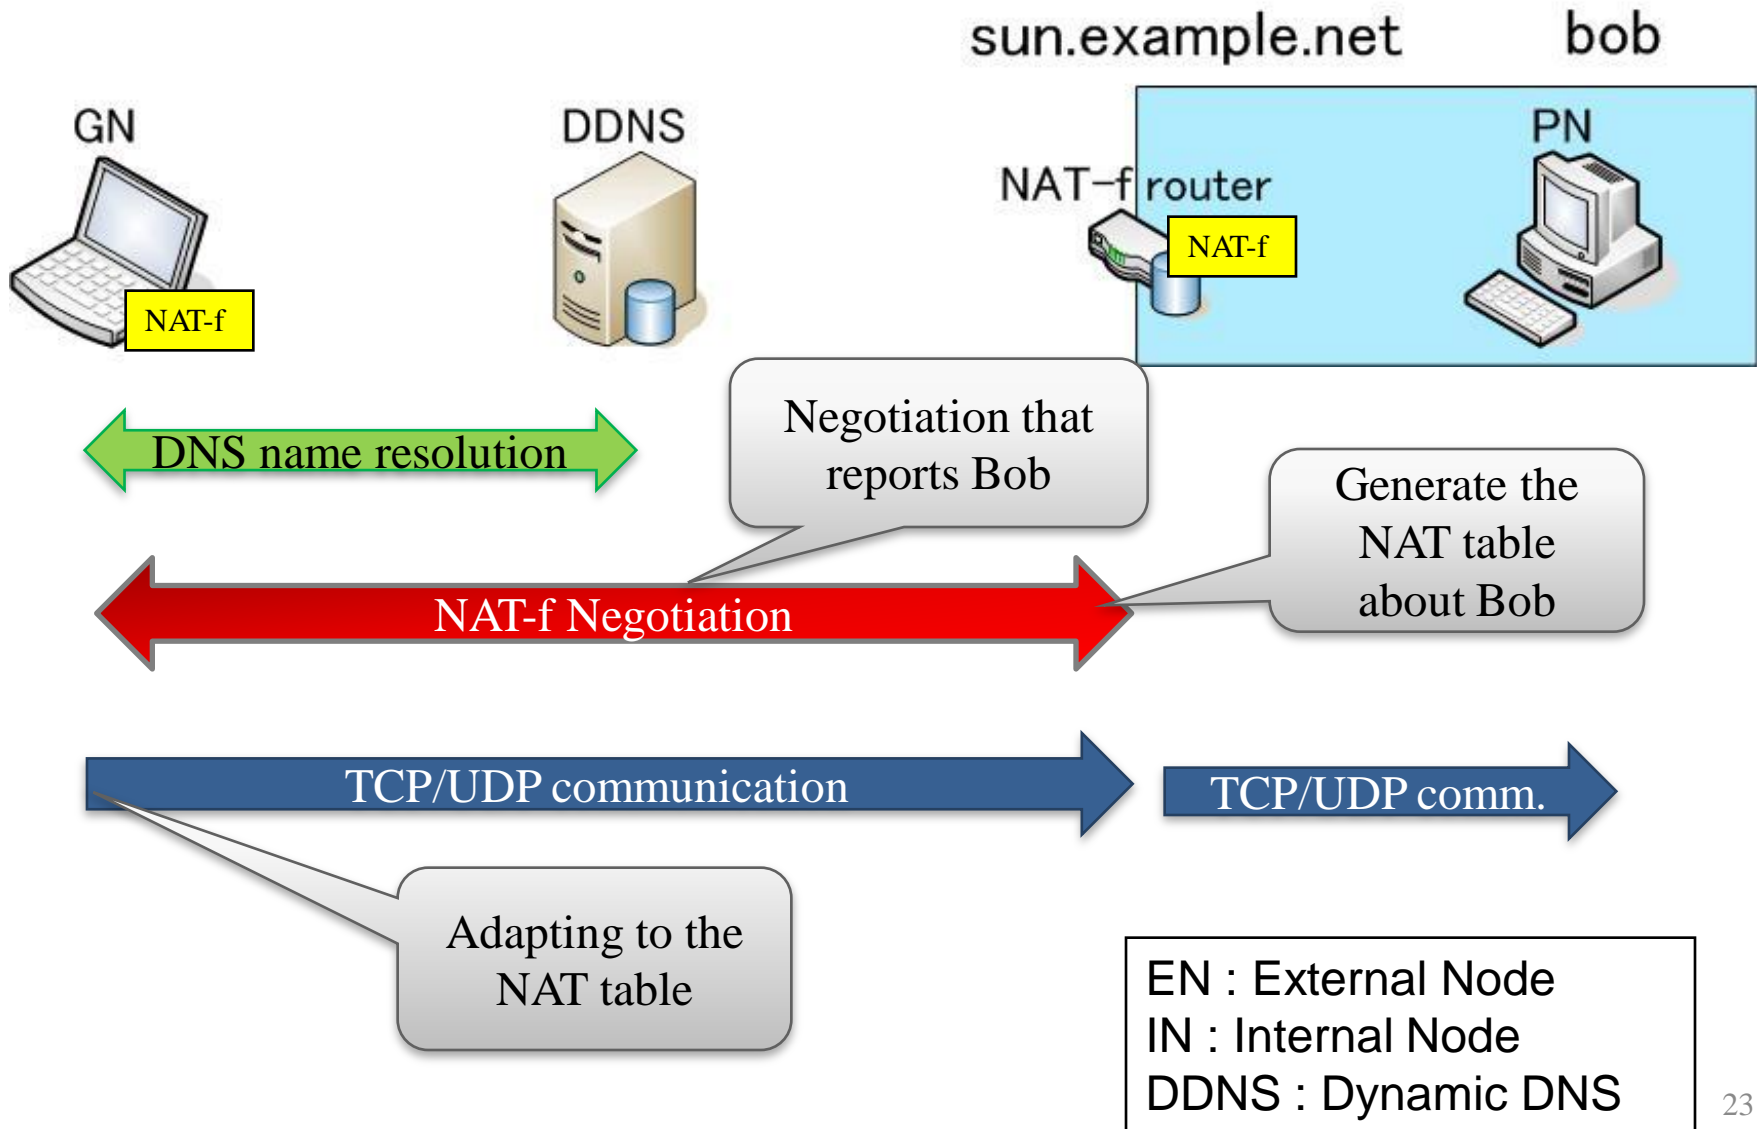 sun.example.net
bob
GN
DDNS
PN
NAT-f router
NAT-f
NAT-f
DNS name resolution
Negotiation that
reports Bob
Generate the
NAT table
about Bob
NAT-f Negotiation
TCP/UDP communication
TCP/UDP comm.
Adapting to the
NAT table
EN : External Node
IN : Internal Node
DDNS : Dynamic DNS
23